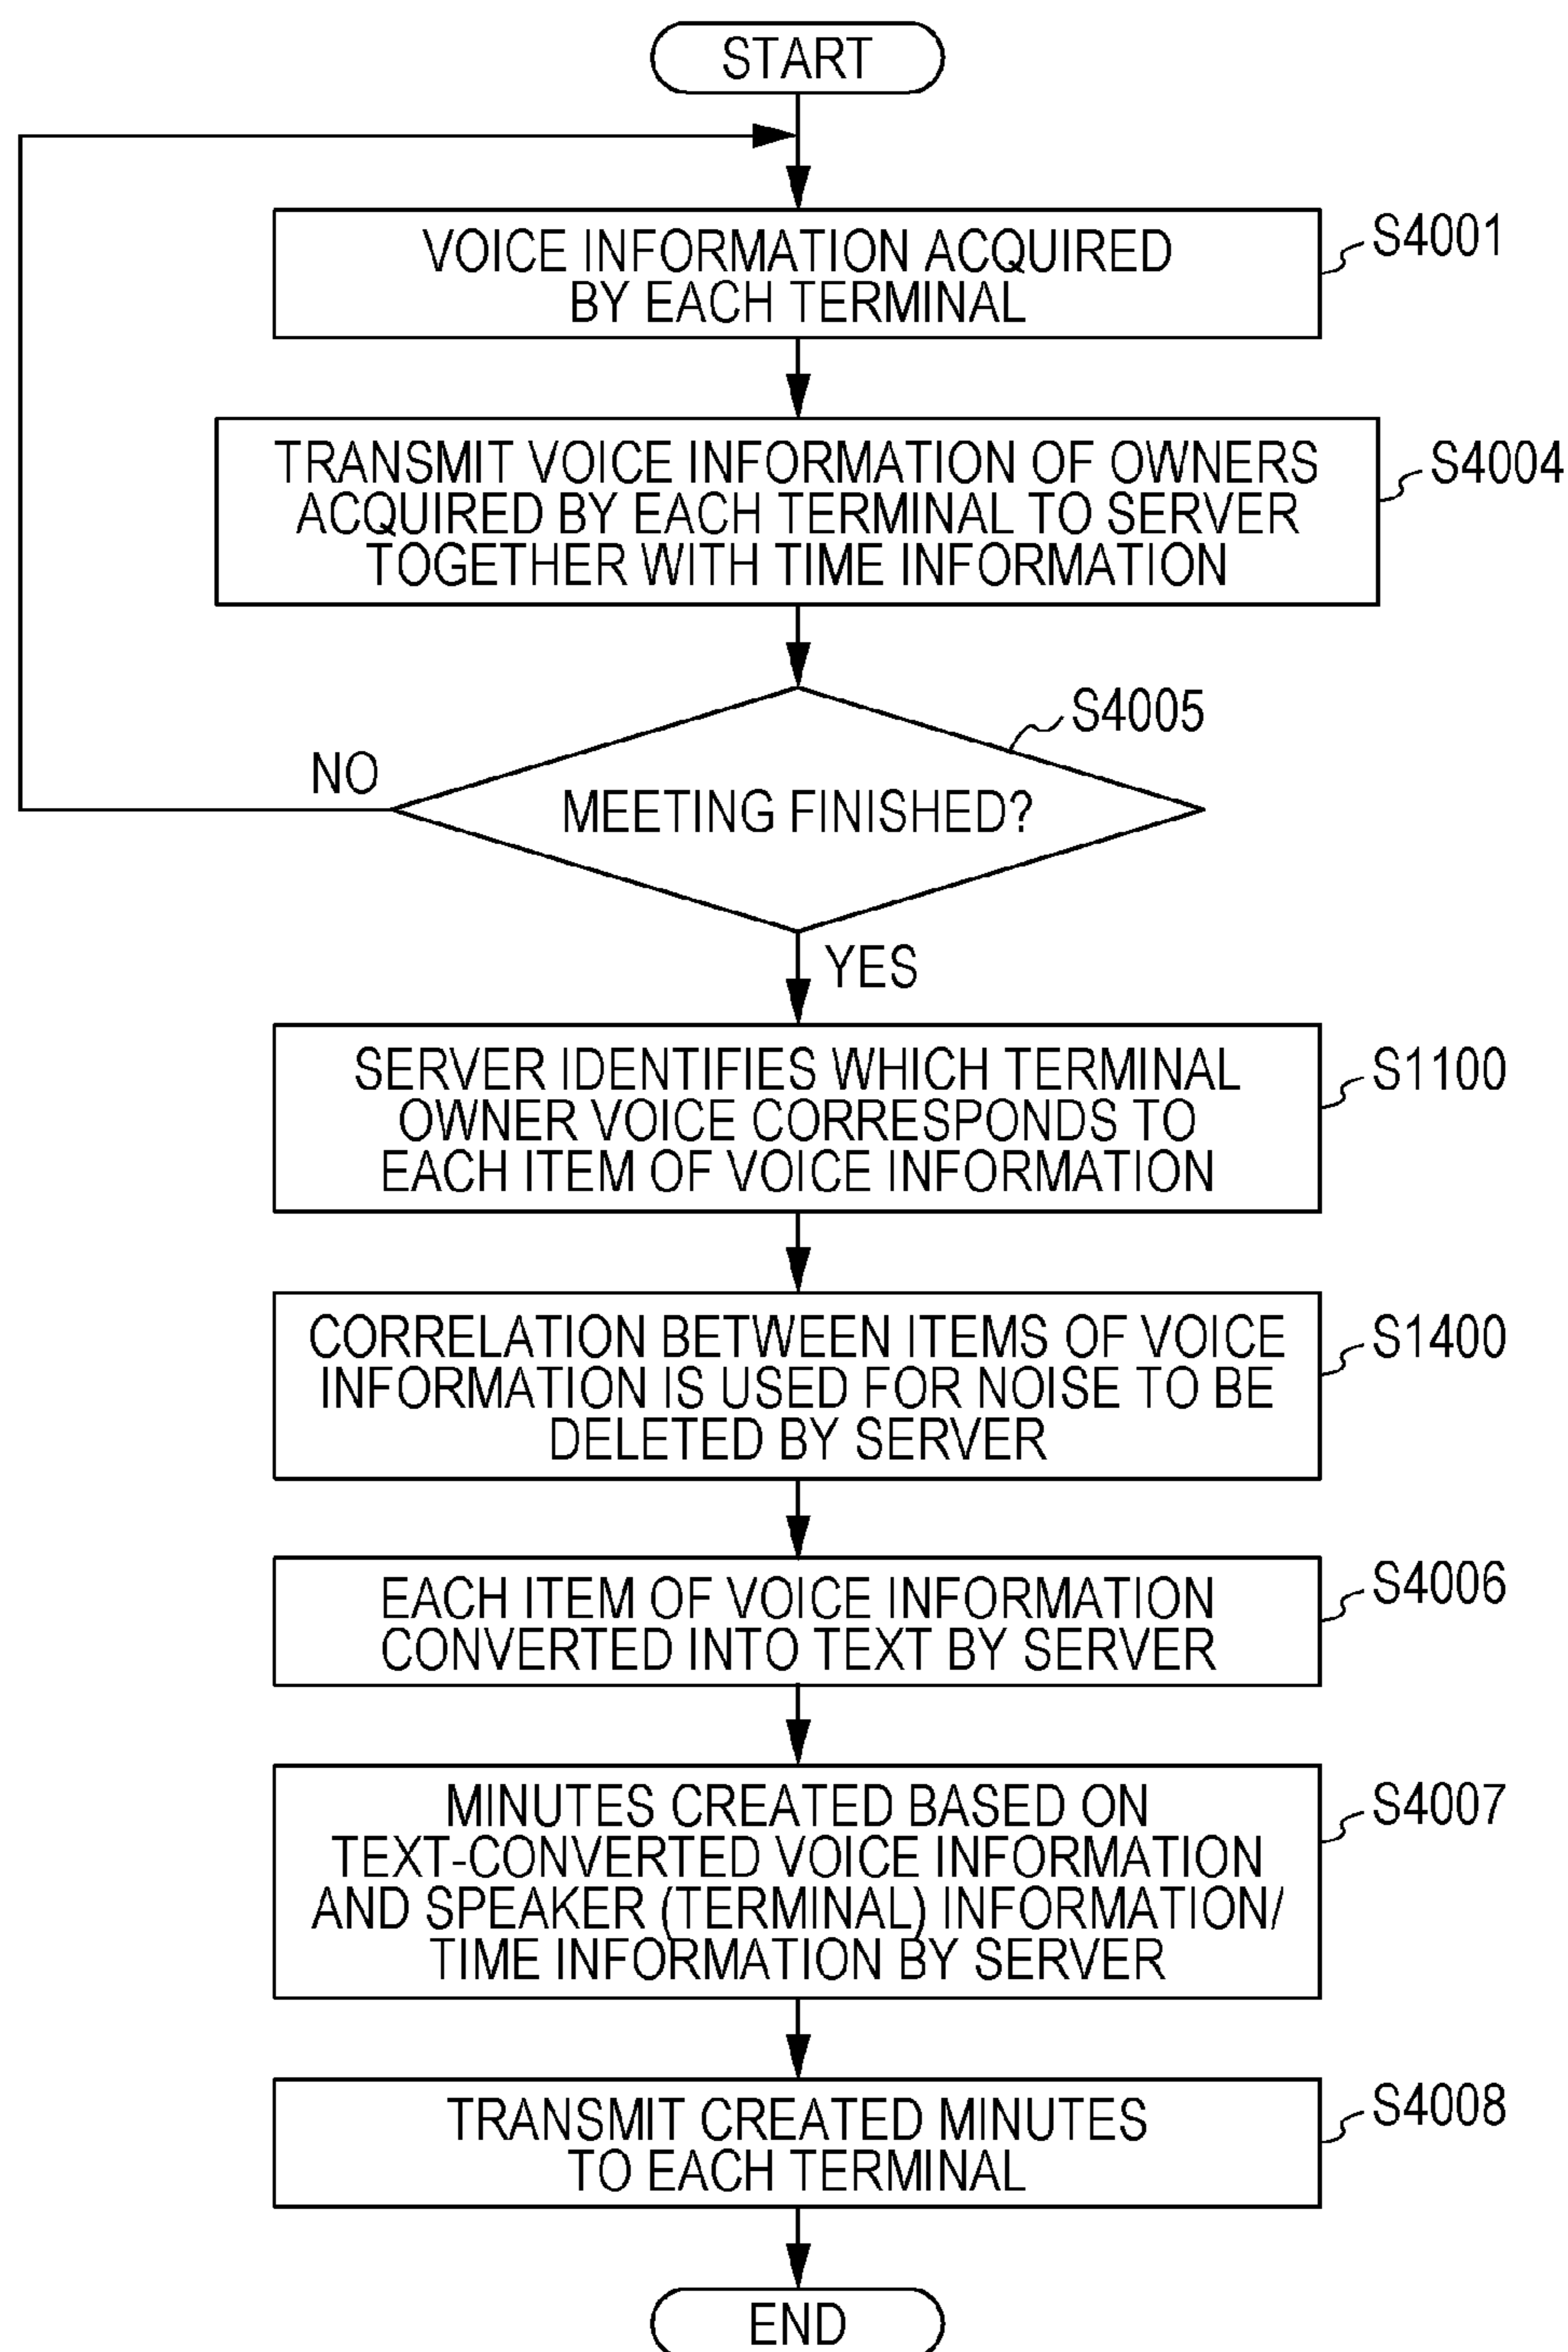 START
VOICE INFORMATION ACQUIRED
BY EACH TERMINAL
S4001
TRANSMIT VOICE INFORMATION OF OWNERS
ACQUIRED BY EACH TERMINAL TO SERVER
TOGETHER WITH TIME INFORMATION
S4004
S4005
NO
MEETING FINISHED?
YES
SERVER IDENTIFIES WHICH TERMINAL
OWNER VOICE CORRESPONDS TO
EACH ITEM OF VOICE INFORMATION
S1100
CORRELATION BETWEEN ITEMS OF VOICE
INFORMATION IS USED FOR NOISE TO BE
DELETED BY SERVER
S1400
EACH ITEM OF VOICE INFORMATION
CONVERTED INTO TEXT BY SERVER
S4006
MINUTES CREATED BASED ON
TEXT-CONVERTED VOICE INFORMATION
AND SPEAKER (TERMINAL) INFORMATION/
TIME INFORMATION BY SERVER
S4007
TRANSMIT CREATED MINUTES
TO EACH TERMINAL
S4008
END